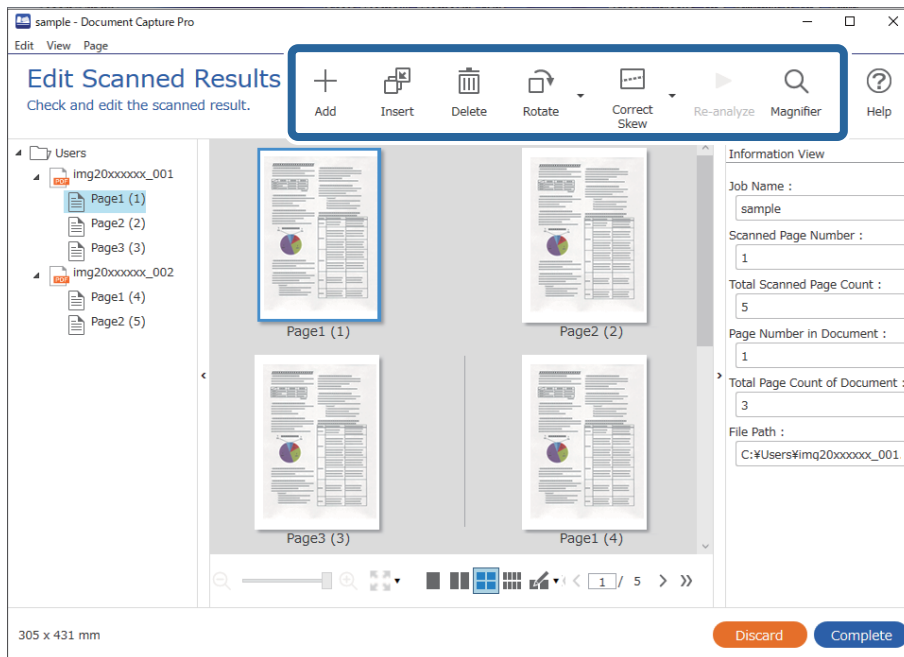 sample - Document Capture Pro
Edit View Page
Edit Scanned Results
Check and edit the scanned result.
Add
Insert
Delete
Rotate
Correct
Skew
Re-analyze
Magnifier
Help
Users
PDF
img20xxxxxx_001
Page1 (1)
Page2 (2)
Page3 (3)
PDF
img20xxxxxx_002
Page1 (4)
Page2 (5)
Page1 (1)
Page2 (2)
Page3 (3)
Page1 (4)
1 / 5
Information View
Job Name :
sample
Scanned Page Number :
1
Total Scanned Page Count :
5
Page Number in Document :
1
Total Page Count of Document :
3
File Path :
C:¥Users¥img20xxxxxx_001.
305 x 431 mm
Discard
Complete